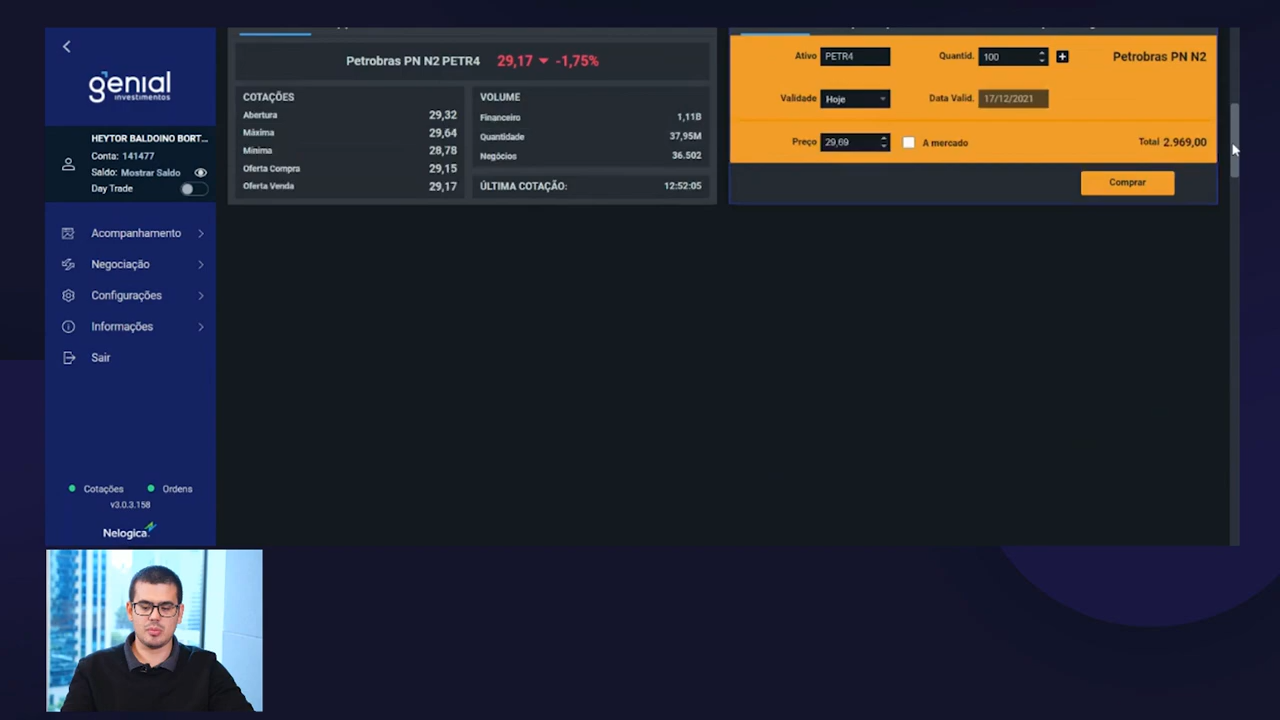 genial
investimentos
HEYTOR BALDOINO BORT...
Conta: 141477
Saldo: Mostrar Saldo
Day Trade
Acompanhamento
Negociação
Configurações
Informações
Sair
Cotações Ordens
v3.0.3.158
Nelogica
Petrobras PN N2 PETR4 29,17 -1,75%
COTAÇÕES
Abertura 29,32
Máxima 29,64
Mínima 28,78
Oferta Compra 29,15
Oferta Venda 29,17
VOLUME
Financeiro 1,11B
Quantidade 37,95M
Negócios 36.502
ÚLTIMA COTAÇÃO: 12:52:05
Ativo PETR4 Quantid. 100 Petrobras PN N2
Validade Hoje Data Valid. 17/12/2021
Preço 29,69 A mercado Total 2.969,00
Comprar